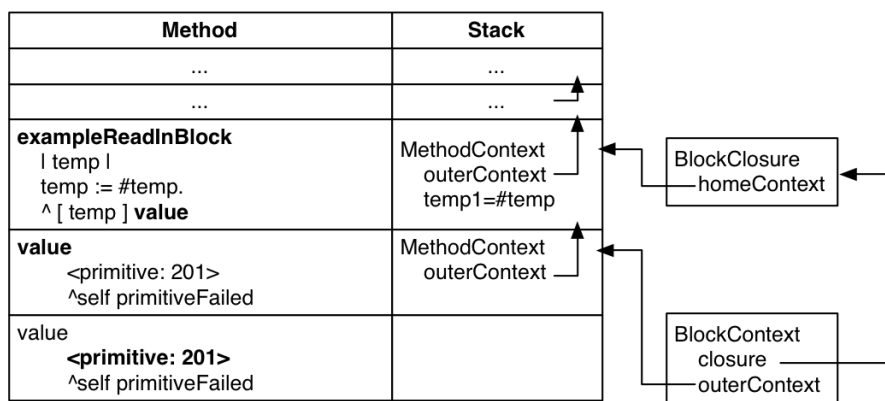 Method Stack
... ...
... ...
exampleReadInBlock
| temp |
temp := #temp.
^ [ temp ] value
MethodContext
outerContext
temp1=#temp
BlockClosure
homeContext
value
<primitive: 201>
^self primitiveFailed
MethodContext
outerContext
value
<primitive: 201>
^self primitiveFailed
BlockContext
closure
outerContext